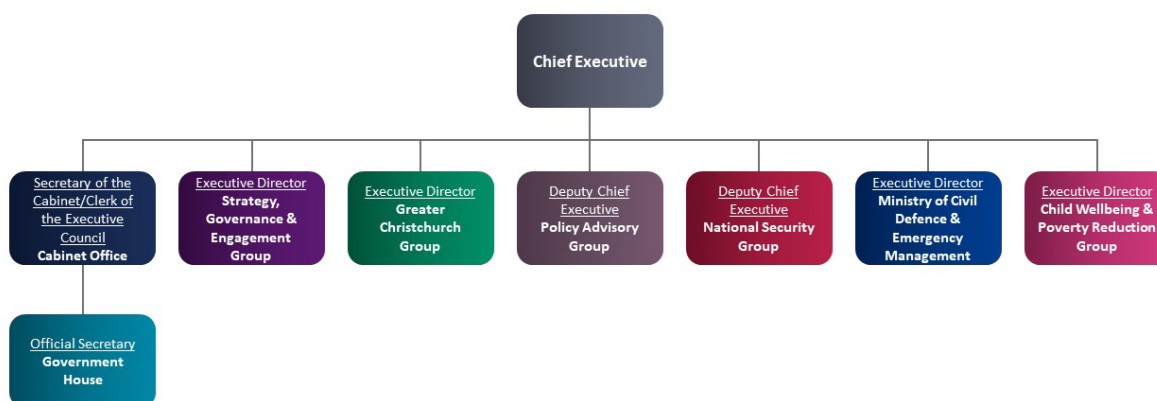 Chief Executive
Secretary of the
Cabinet/Clerk of
the Executive
Council
Cabinet Office
Executive Director
Strategy,
Governance &
Engagement
Group
Executive Director
Greater
Christchurch
Group
Deputy Chief
Executive
Policy Advisory
Group
Deputy Chief
Executive
National Security
Group
Executive Director
Ministry of Civil
Defence &
Emergency
Management
Executive Director
Child Wellbeing &
Poverty Reduction
Group
Official Secretary
Government
House